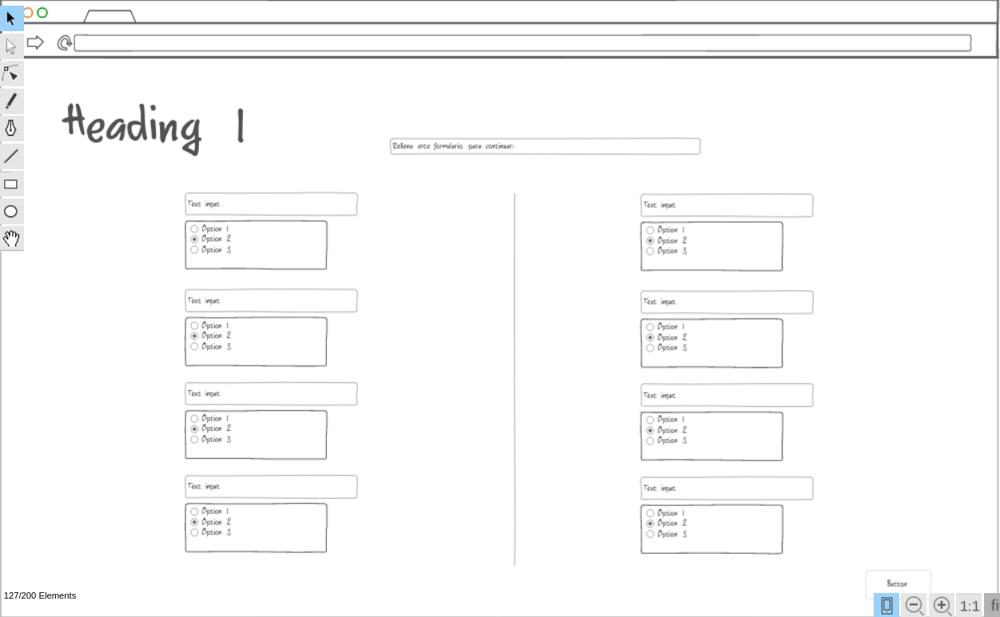 Heading 1
Rellena este formulario para continuar:
Text input
Option 1
Option 2
Option 3
Text input
Option 1
Option 2
Option 3
Text input
Option 1
Option 2
Option 3
Text input
Option 1
Option 2
Option 3
Text input
Option 1
Option 2
Option 3
Text input
Option 1
Option 2
Option 3
Text input
Option 1
Option 2
Option 3
Text input
Option 1
Option 2
Option 3
Button
127/200 Elements
1:1
fi